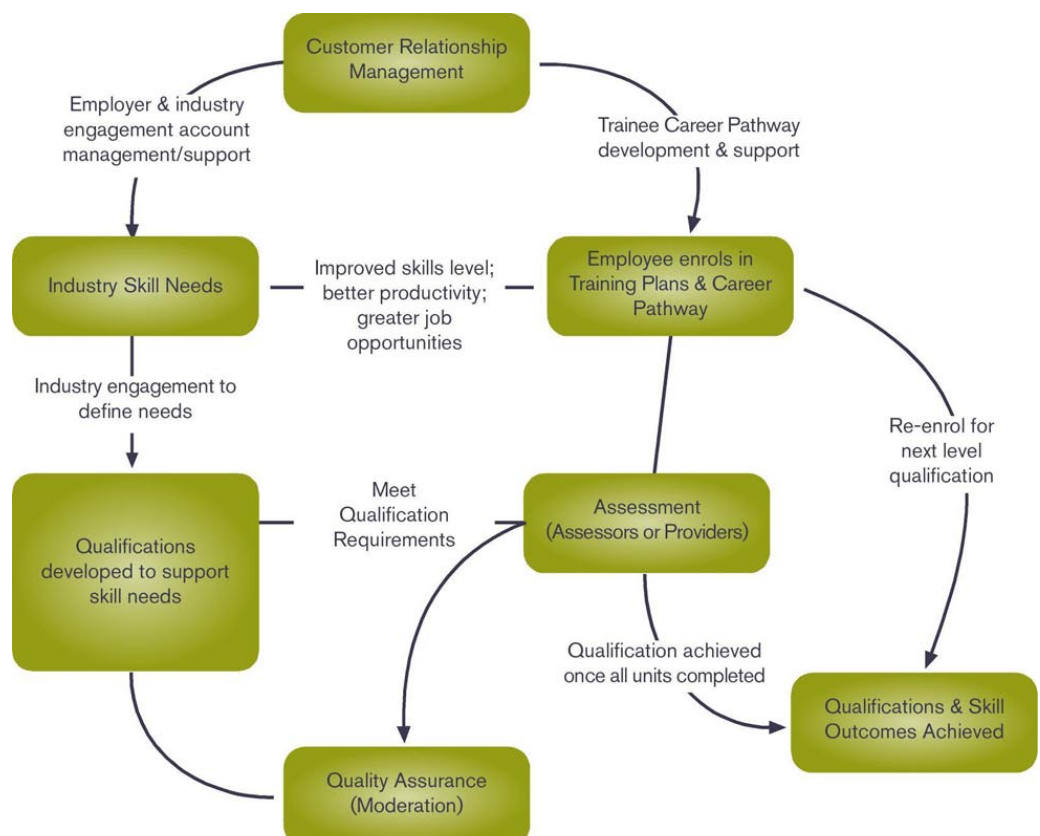 Customer Relationship
Management
Employer & industry
engagement account
management/support
Trainee Career Pathway
development & support
Industry Skill Needs
Improved skills level;
better productivity;
greater job
opportunities
Employee enrols in
Training Plans & Career
Pathway
Industry engagement to
define needs
Re-enrol for
next level
qualification
Qualifications
developed to support
skill needs
Meet
Qualification
Requirements
Assessment
(Assessors or Providers)
Qualification achieved
once all units completed
Qualifications & Skill
Outcomes Achieved
Quality Assurance
(Moderation)